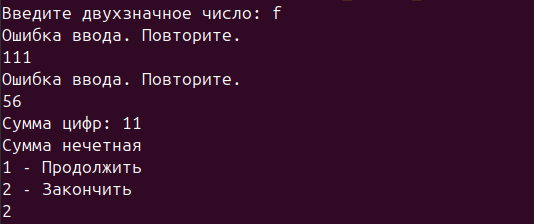 Введите двухзначное число: f
Ошибка ввода. Повторите.
111
Ошибка ввода. Повторите.
56
Сумма цифр: 11
Сумма нечетная
1 - Продолжить
2 - Закончить
2